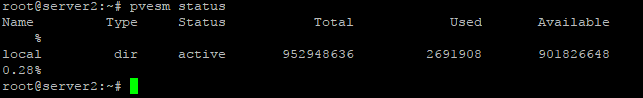 root@server2:~# pvesm status
Name Type Status Total Used Available
%
local dir active 952948636 2691908 901826648
0.28%
root@server2:~#